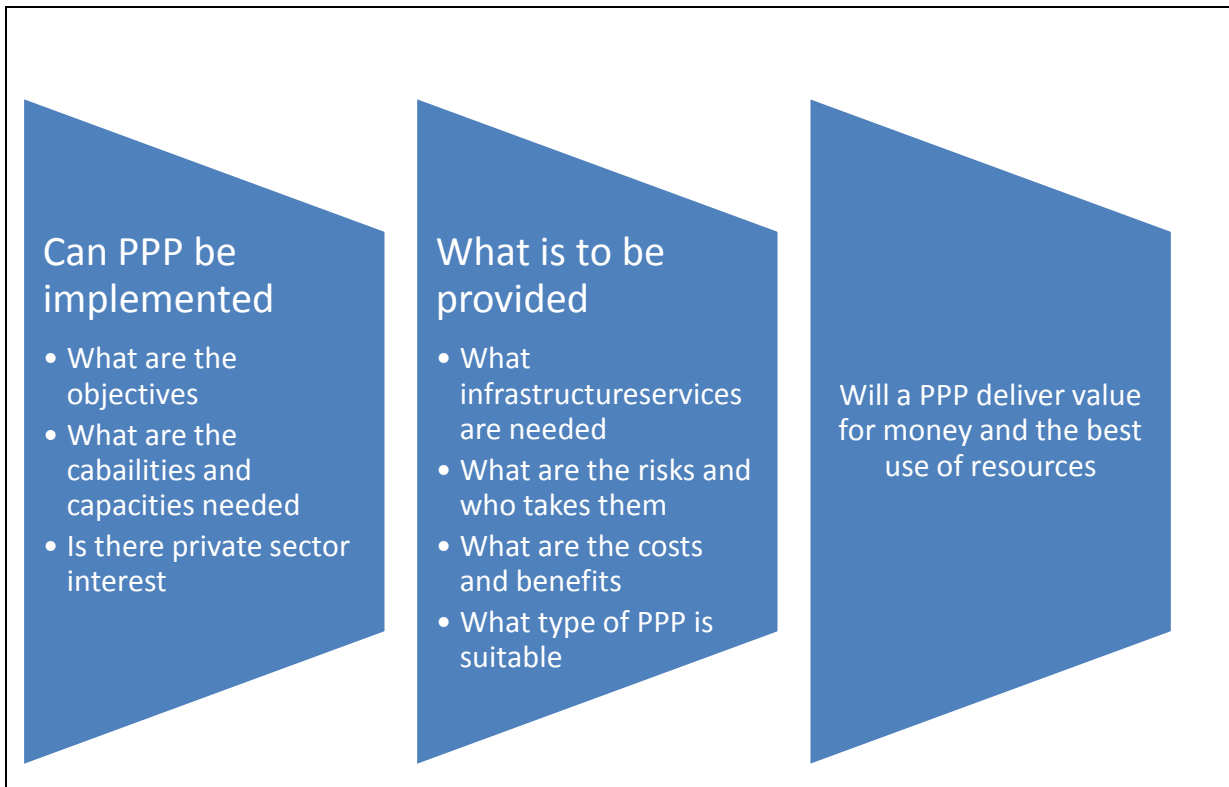 Can PPP be
implemented
• What are the
objectives
• What are the
cabailities and
capacities needed
• Is there private sector
interest
What is to be
provided
• What
infrastructureservices
are needed
• What are the risks and
who takes them
• What are the costs
and benefits
• What type of PPP is
suitable
Will a PPP deliver value
for money and the best
use of resources